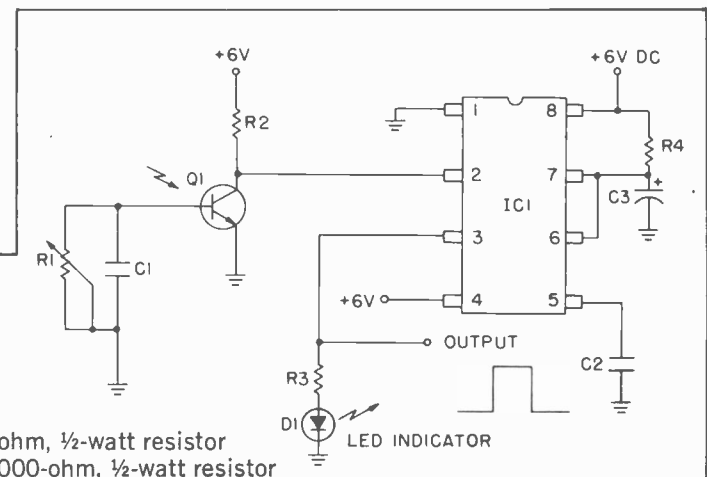 +6V
+6V DC
R2
1
8
R4
Q1
2
7
IC1
C3
+
R1
C1
3
6
+6V
4
5
OUTPUT
C2
R3
D1
LED INDICATOR
ohm, ½-watt resistor
000-ohm, ½-watt resistor